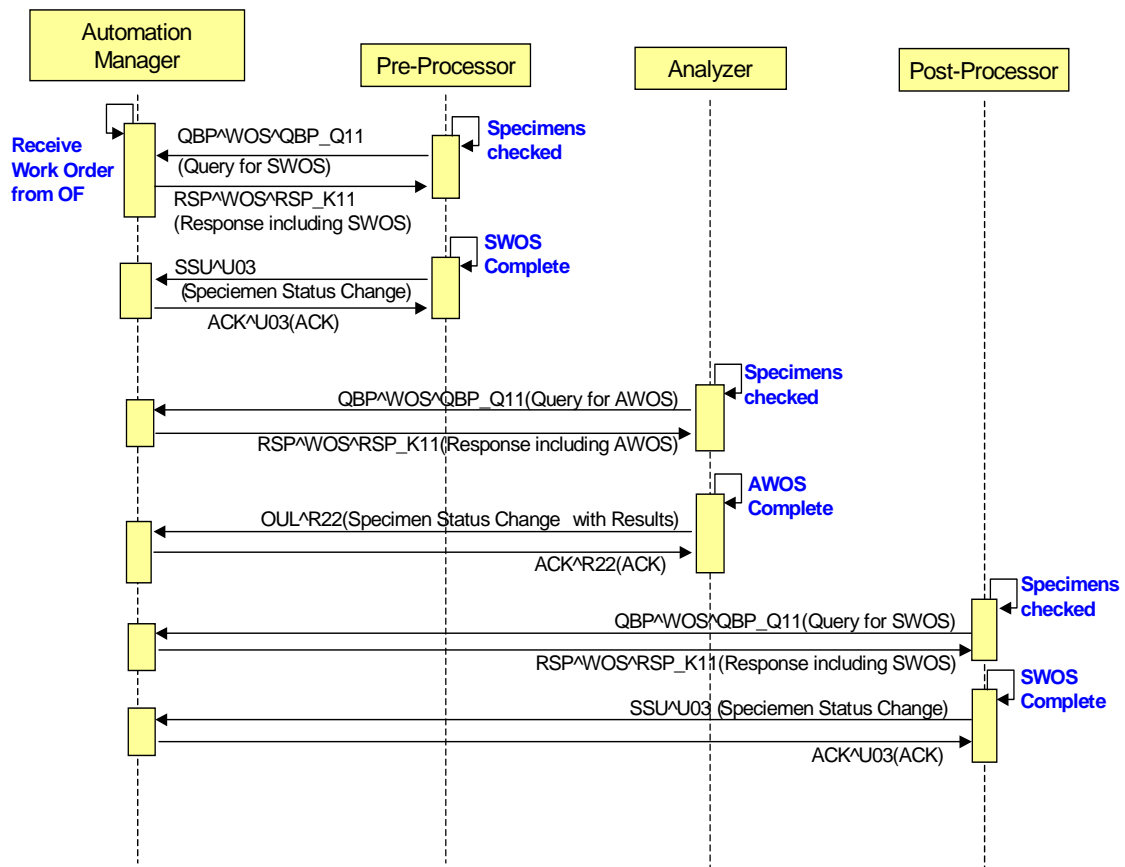 Automation
Manager
Pre-Processor
Analyzer
Post-Processor
Receive
Work Order
from OF
QBP^WOS^QBP_Q11
(Query for SWOS)
Specimens
checked
RSP^WOS^RSP_K11
(Response including SWOS)
SWOS
Complete
SSU^U03
(Speciemen Status Change)
ACK^U03(ACK)
Specimens
checked
QBP^WOS^QBP_Q11(Query for AWOS)
RSP^WOS^RSP_K11(Response including AWOS)
AWOS
Complete
OUL^R22(Specimen Status Change with Results)
ACK^R22(ACK)
Specimens
checked
QBP^WOS^QBP_Q11(Query for SWOS)
RSP^WOS^RSP_K11(Response including SWOS)
SWOS
Complete
SSU^U03 (Speciemen Status Change)
ACK^U03(ACK)